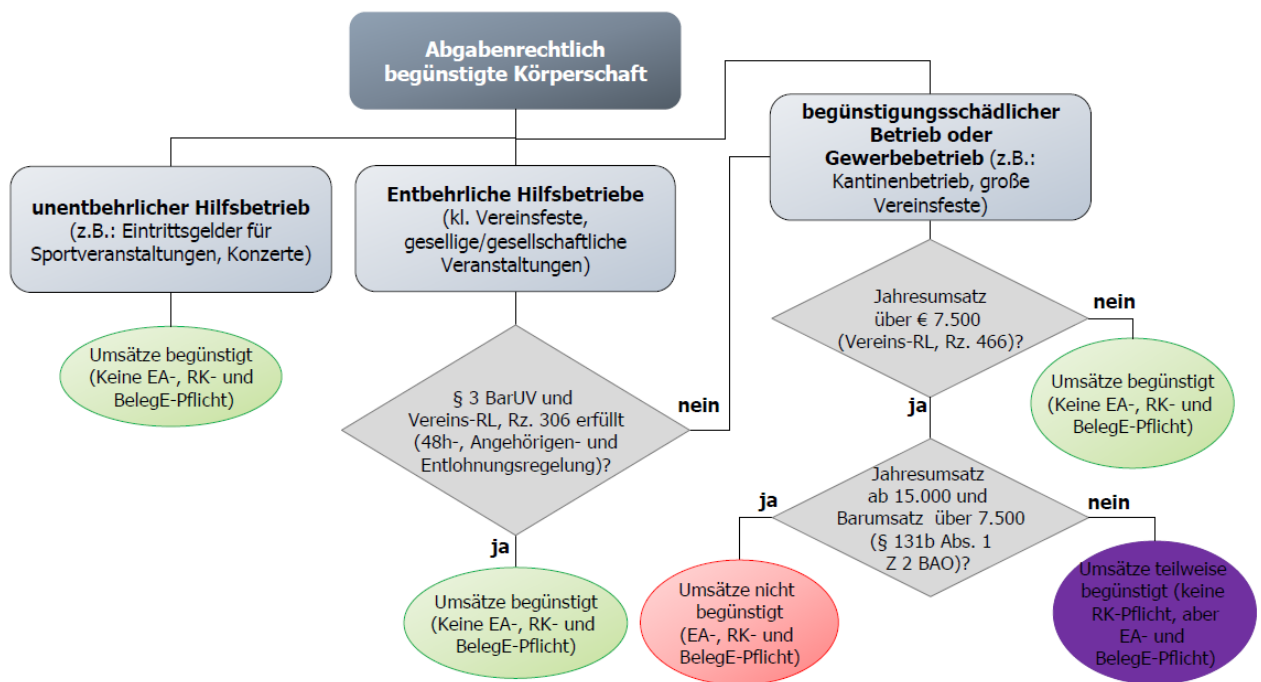 Abgabenrechtlich
begünstigte Körperschaft
unentbehrlicher Hilfsbetrieb
(z.B.: Eintrittsgelder für
Sportveranstaltungen, Konzerte)
Umsätze begünstigt
(Keine EA-, RK- und
BelegE-Pflicht)
Entbehrliche Hilfsbetriebe
(kl. Vereinsfeste,
gesellige/gesellschaftliche
Veranstaltungen)
§ 3 BarUV und
Vereins-RL, Rz. 306 erfüllt
(48h-, Angehörigen- und
Entlohnungsregelung)?
nein
ja
Umsätze begünstigt
(Keine EA-, RK- und
BelegE-Pflicht)
begünstigungsschädlicher
Betrieb oder
Gewerbebetrieb (z.B.:
Kantinenbetrieb, große
Vereinsfeste)
Jahresumsatz
über € 7.500
(Vereins-RL, Rz. 466)?
nein
Umsätze begünstigt
(Keine EA-, RK- und
BelegE-Pflicht)
ja
Jahresumsatz
ab 15.000 und
Barumsatz über 7.500
(§ 131b Abs. 1
Z 2 BAO)?
ja
Umsätze nicht
begünstigt
(EA-, RK- und
BelegE-Pflicht)
nein
Umsätze teilweise
begünstigt (keine
RK-Pflicht, aber
EA- und
BelegE-Pflicht)